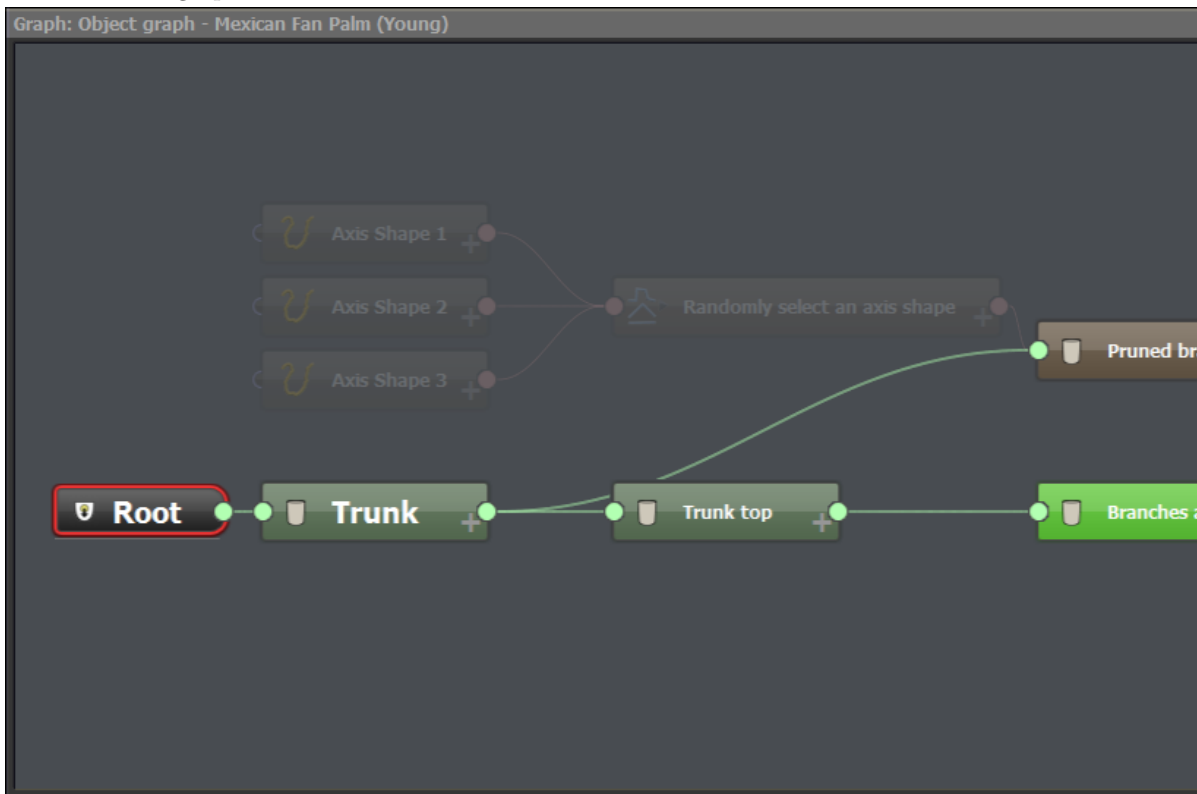 Graph: Object graph - Mexican Fan Palm (Young)
Axis Shape 1
Axis Shape 2
Randomly select an axis shape
Pruned br
Axis Shape 3
Root
Trunk
Trunk top
Branches a